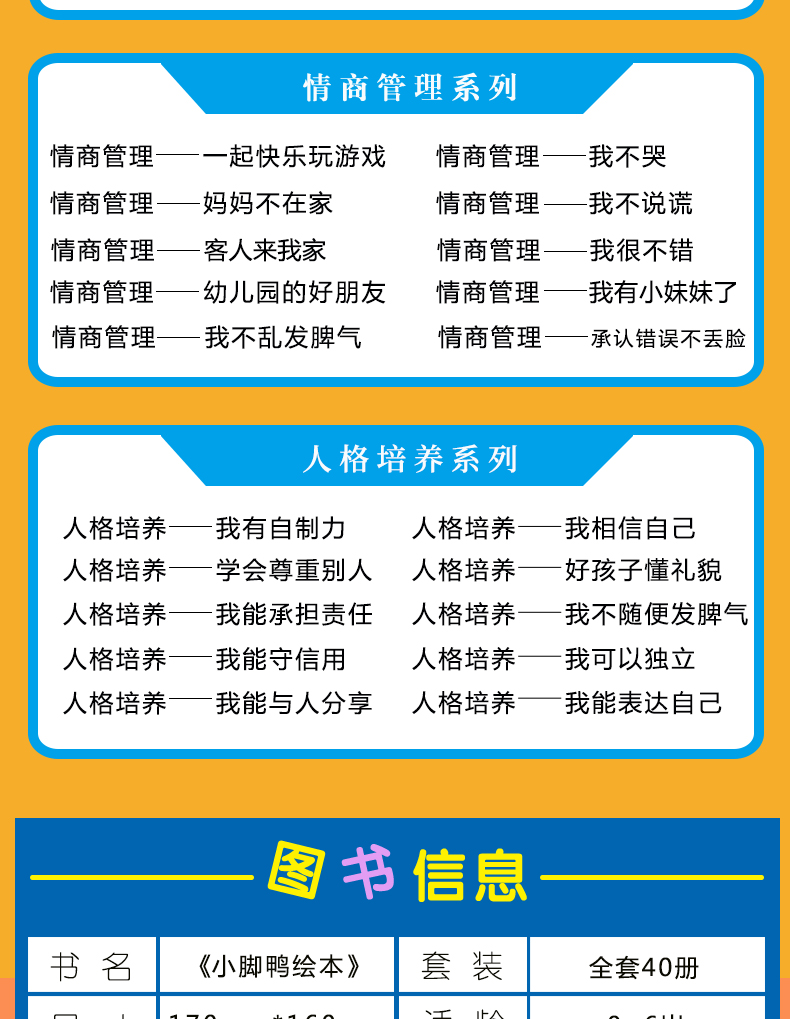 情商管理系列
情商管理——一起快乐玩游戏
情商管理——我不哭
情商管理——妈妈不在家
情商管理——我不说谎
情商管理——客人来我家
情商管理——我很不错
情商管理——幼儿园的好朋友
情商管理——我有小妹妹了
情商管理——我不乱发脾气
情商管理——承认错误不丢脸
人格培养系列
人格培养——我有自制力
人格培养——我相信自己
人格培养——学会尊重别人
人格培养——好孩子懂礼貌
人格培养——我能承担责任
人格培养——我不随便发脾气
人格培养——我能守信用
人格培养——我可以独立
人格培养——我能与人分享
人格培养——我能表达自己
图书信息
书名 《小脚鸭绘本》 套装 全套40册